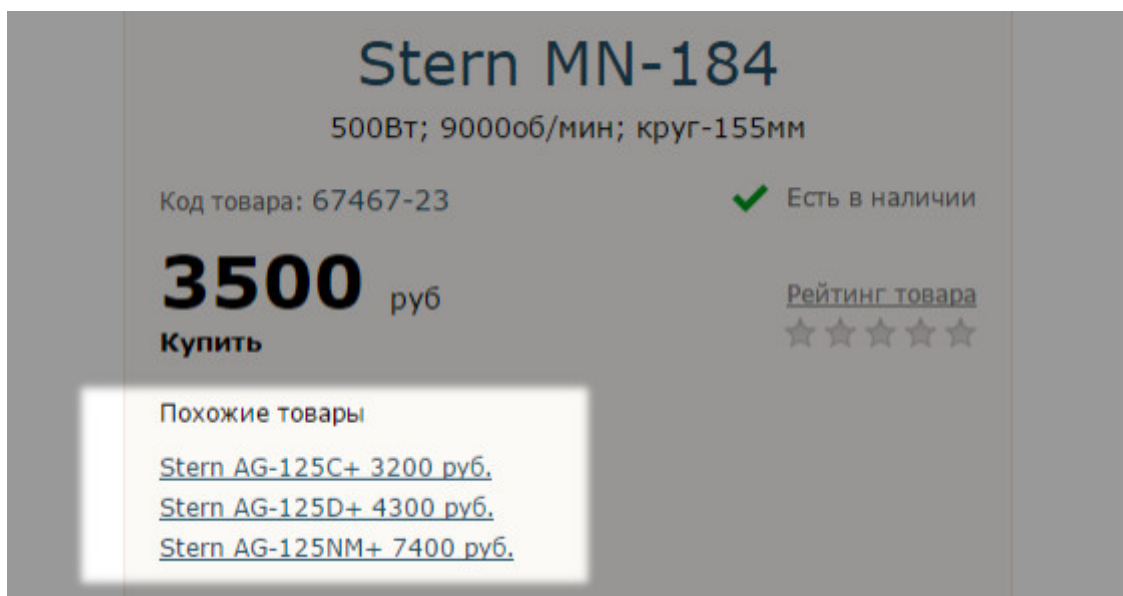 Stern MN-184
500Вт; 9000об/мин; круг-155мм
Код товара: 67467-23
Есть в наличии
3500 руб
Рейтинг товара
Купить
Похожие товары
Stern AG-125C+ 3200 руб.
Stern AG-125D+ 4300 руб.
Stern AG-125NM+ 7400 руб.